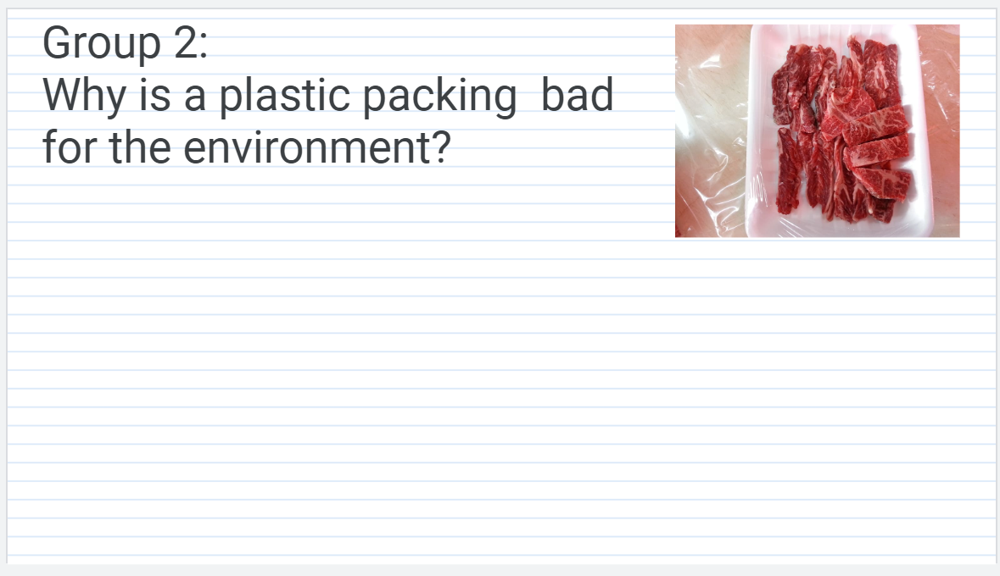 Group 2:
Why is a plastic packing  bad
for the environment?